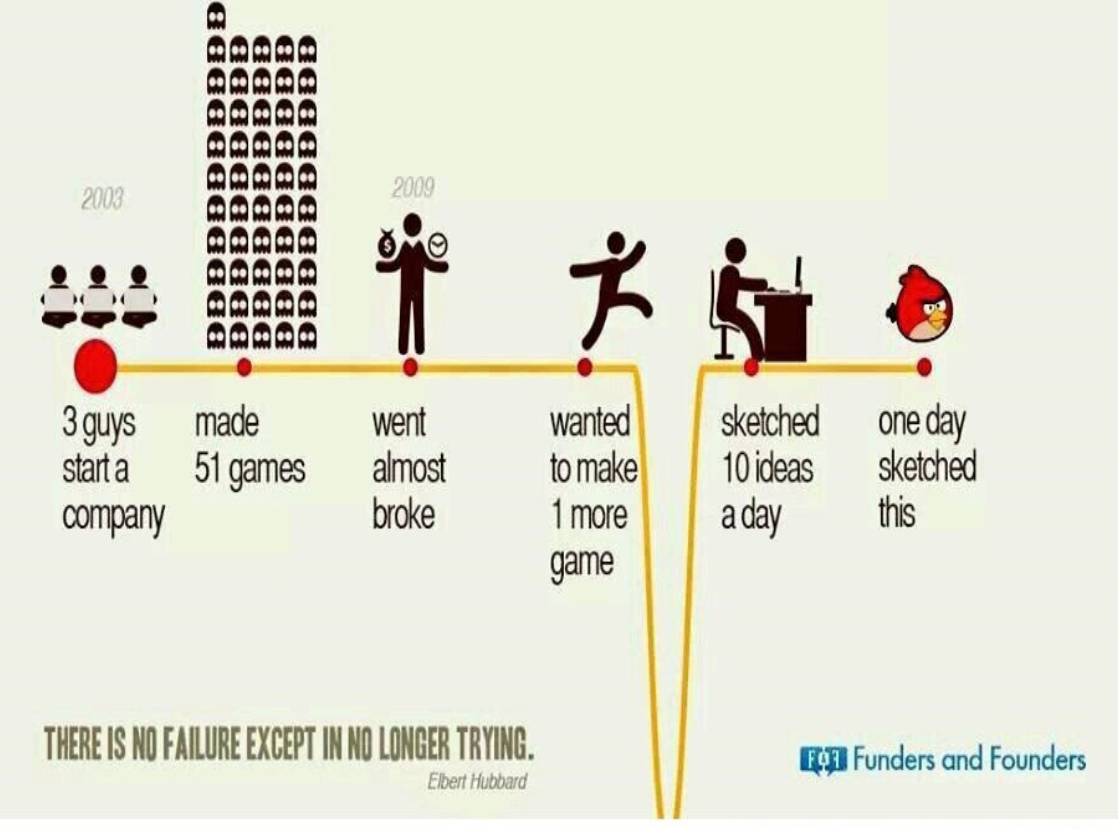 2003
2009
3 guys
start a
company
made
51 games
went
almost
broke
wanted
to make
1 more
game
sketched
10 ideas
a day
one day
sketched
this
THERE IS NO FAILURE EXCEPT IN NO LONGER TRYING.
Elbert Hubbard
F&F Funders and Founders